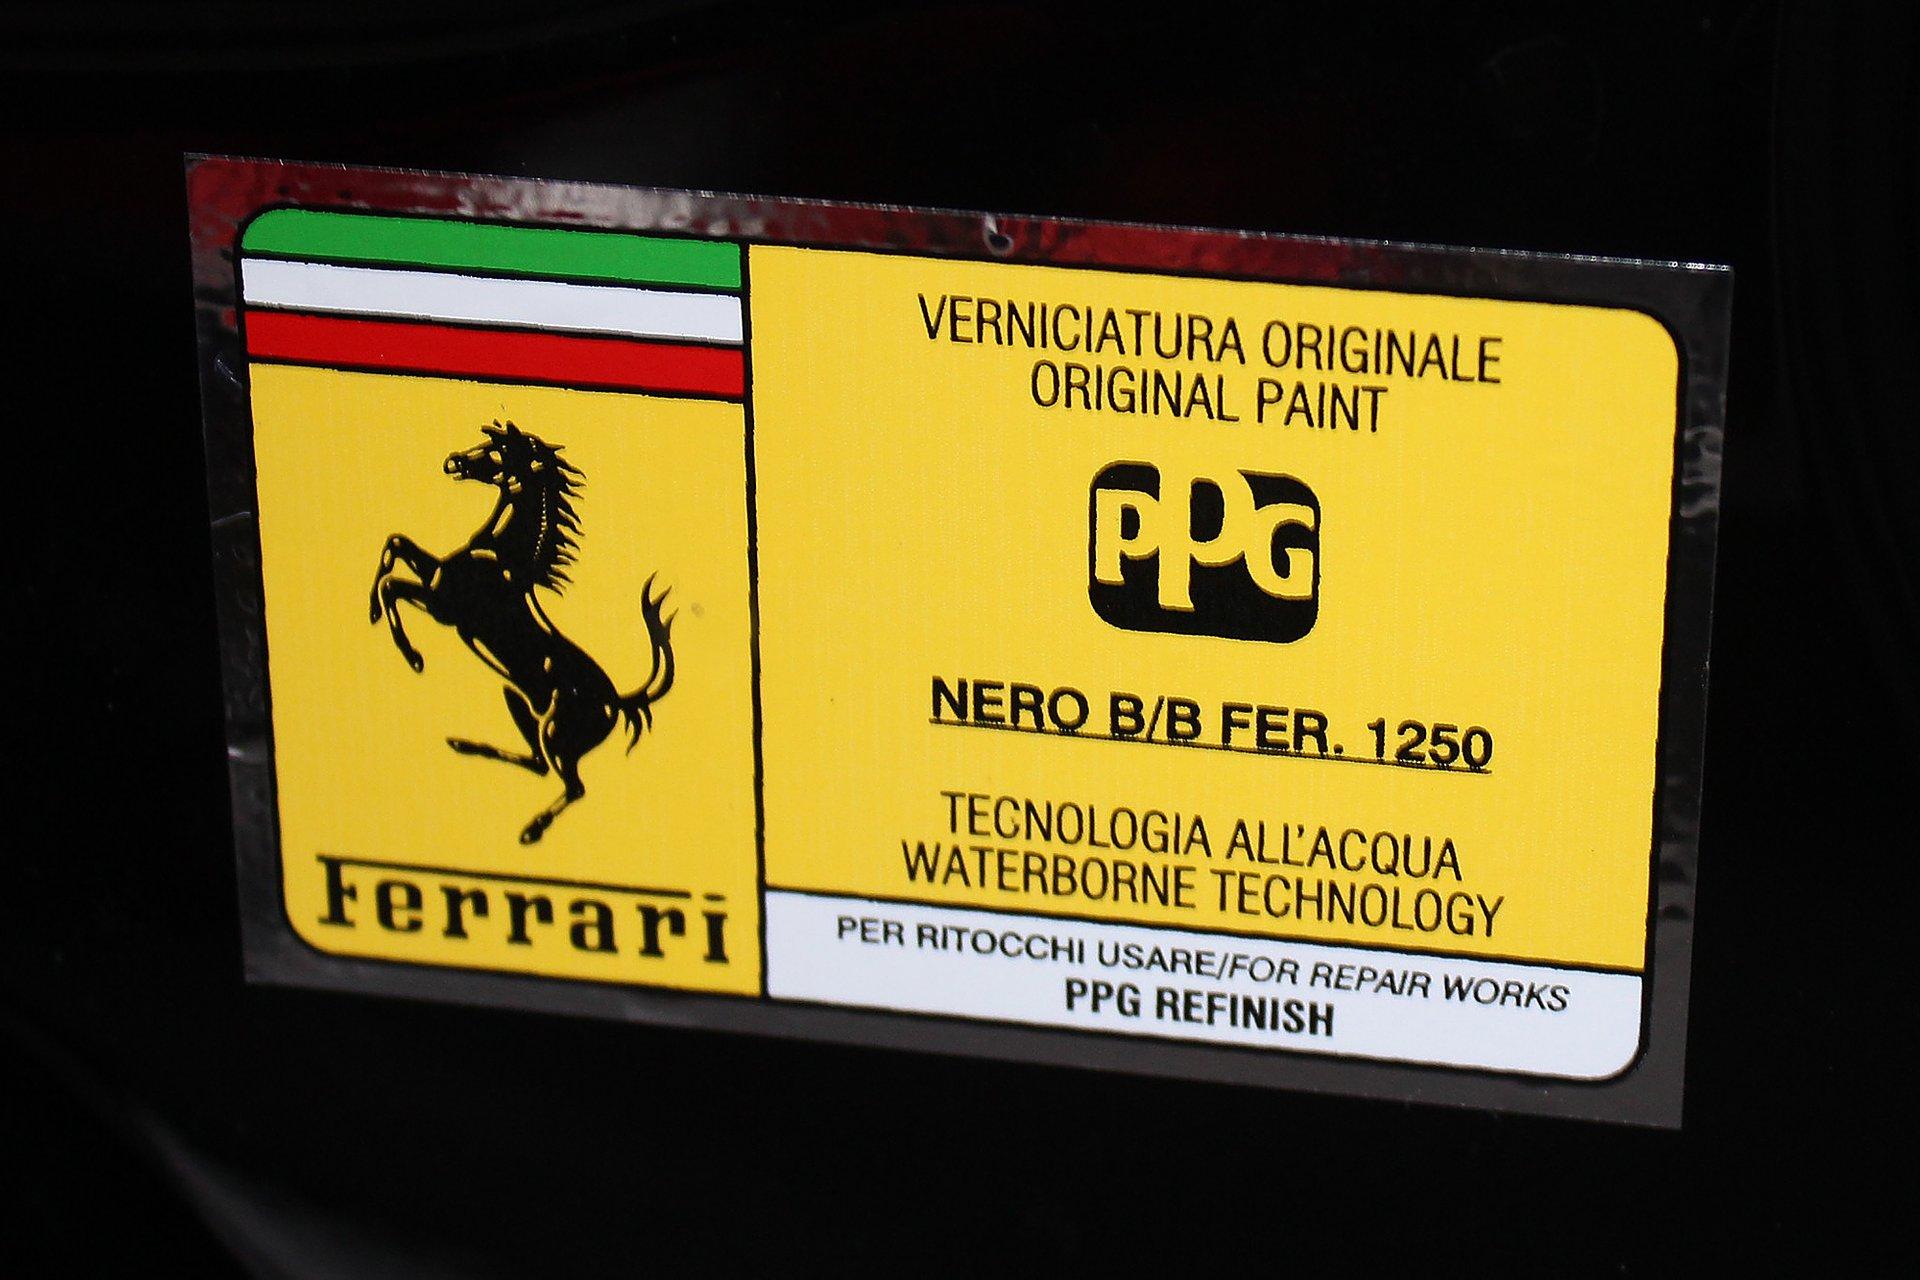 Ferrari
VERNICIATURA ORIGINALE
ORIGINAL PAINT
PPG
NERO B/B FER. 1250
TECNOLOGIA ALL'ACQUA
WATERBORNE TECHNOLOGY
PER RITOCCHI USARE/FOR REPAIR WORKS
PPG REFINISH